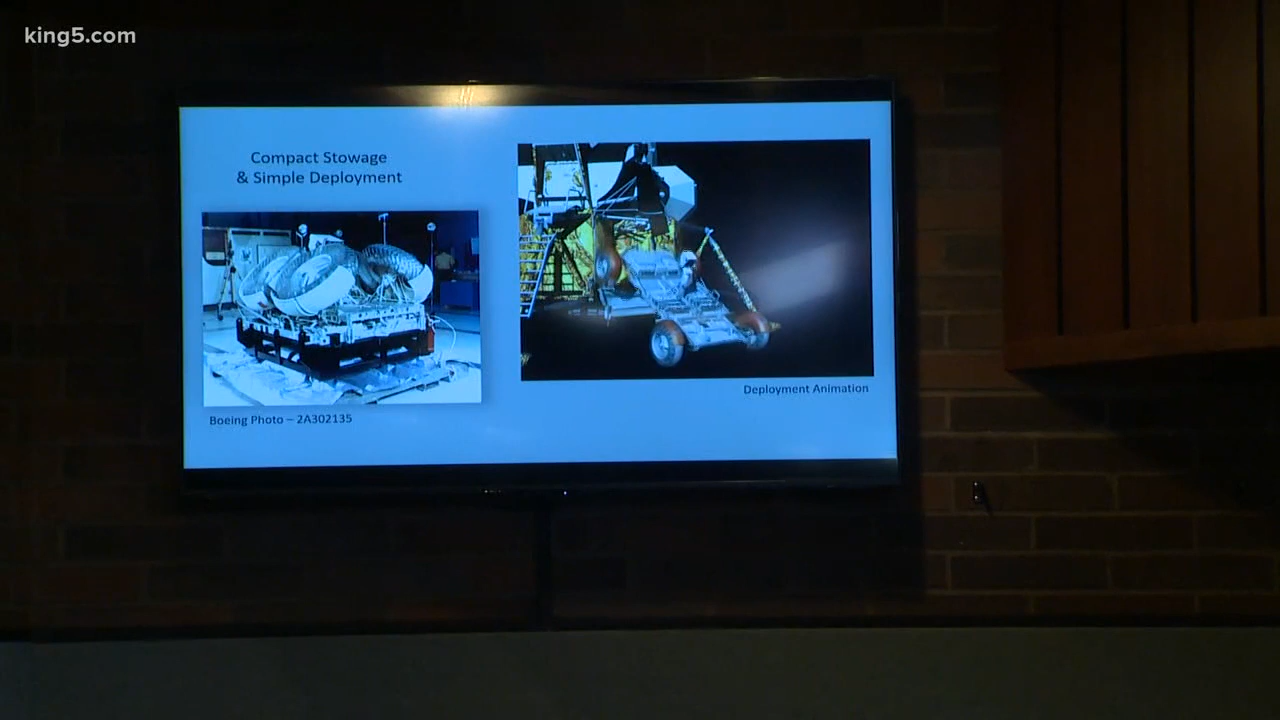 king5.com
Compact Stowage
& Simple Deployment
Boeing Photo – 2A302135
Deployment Animation